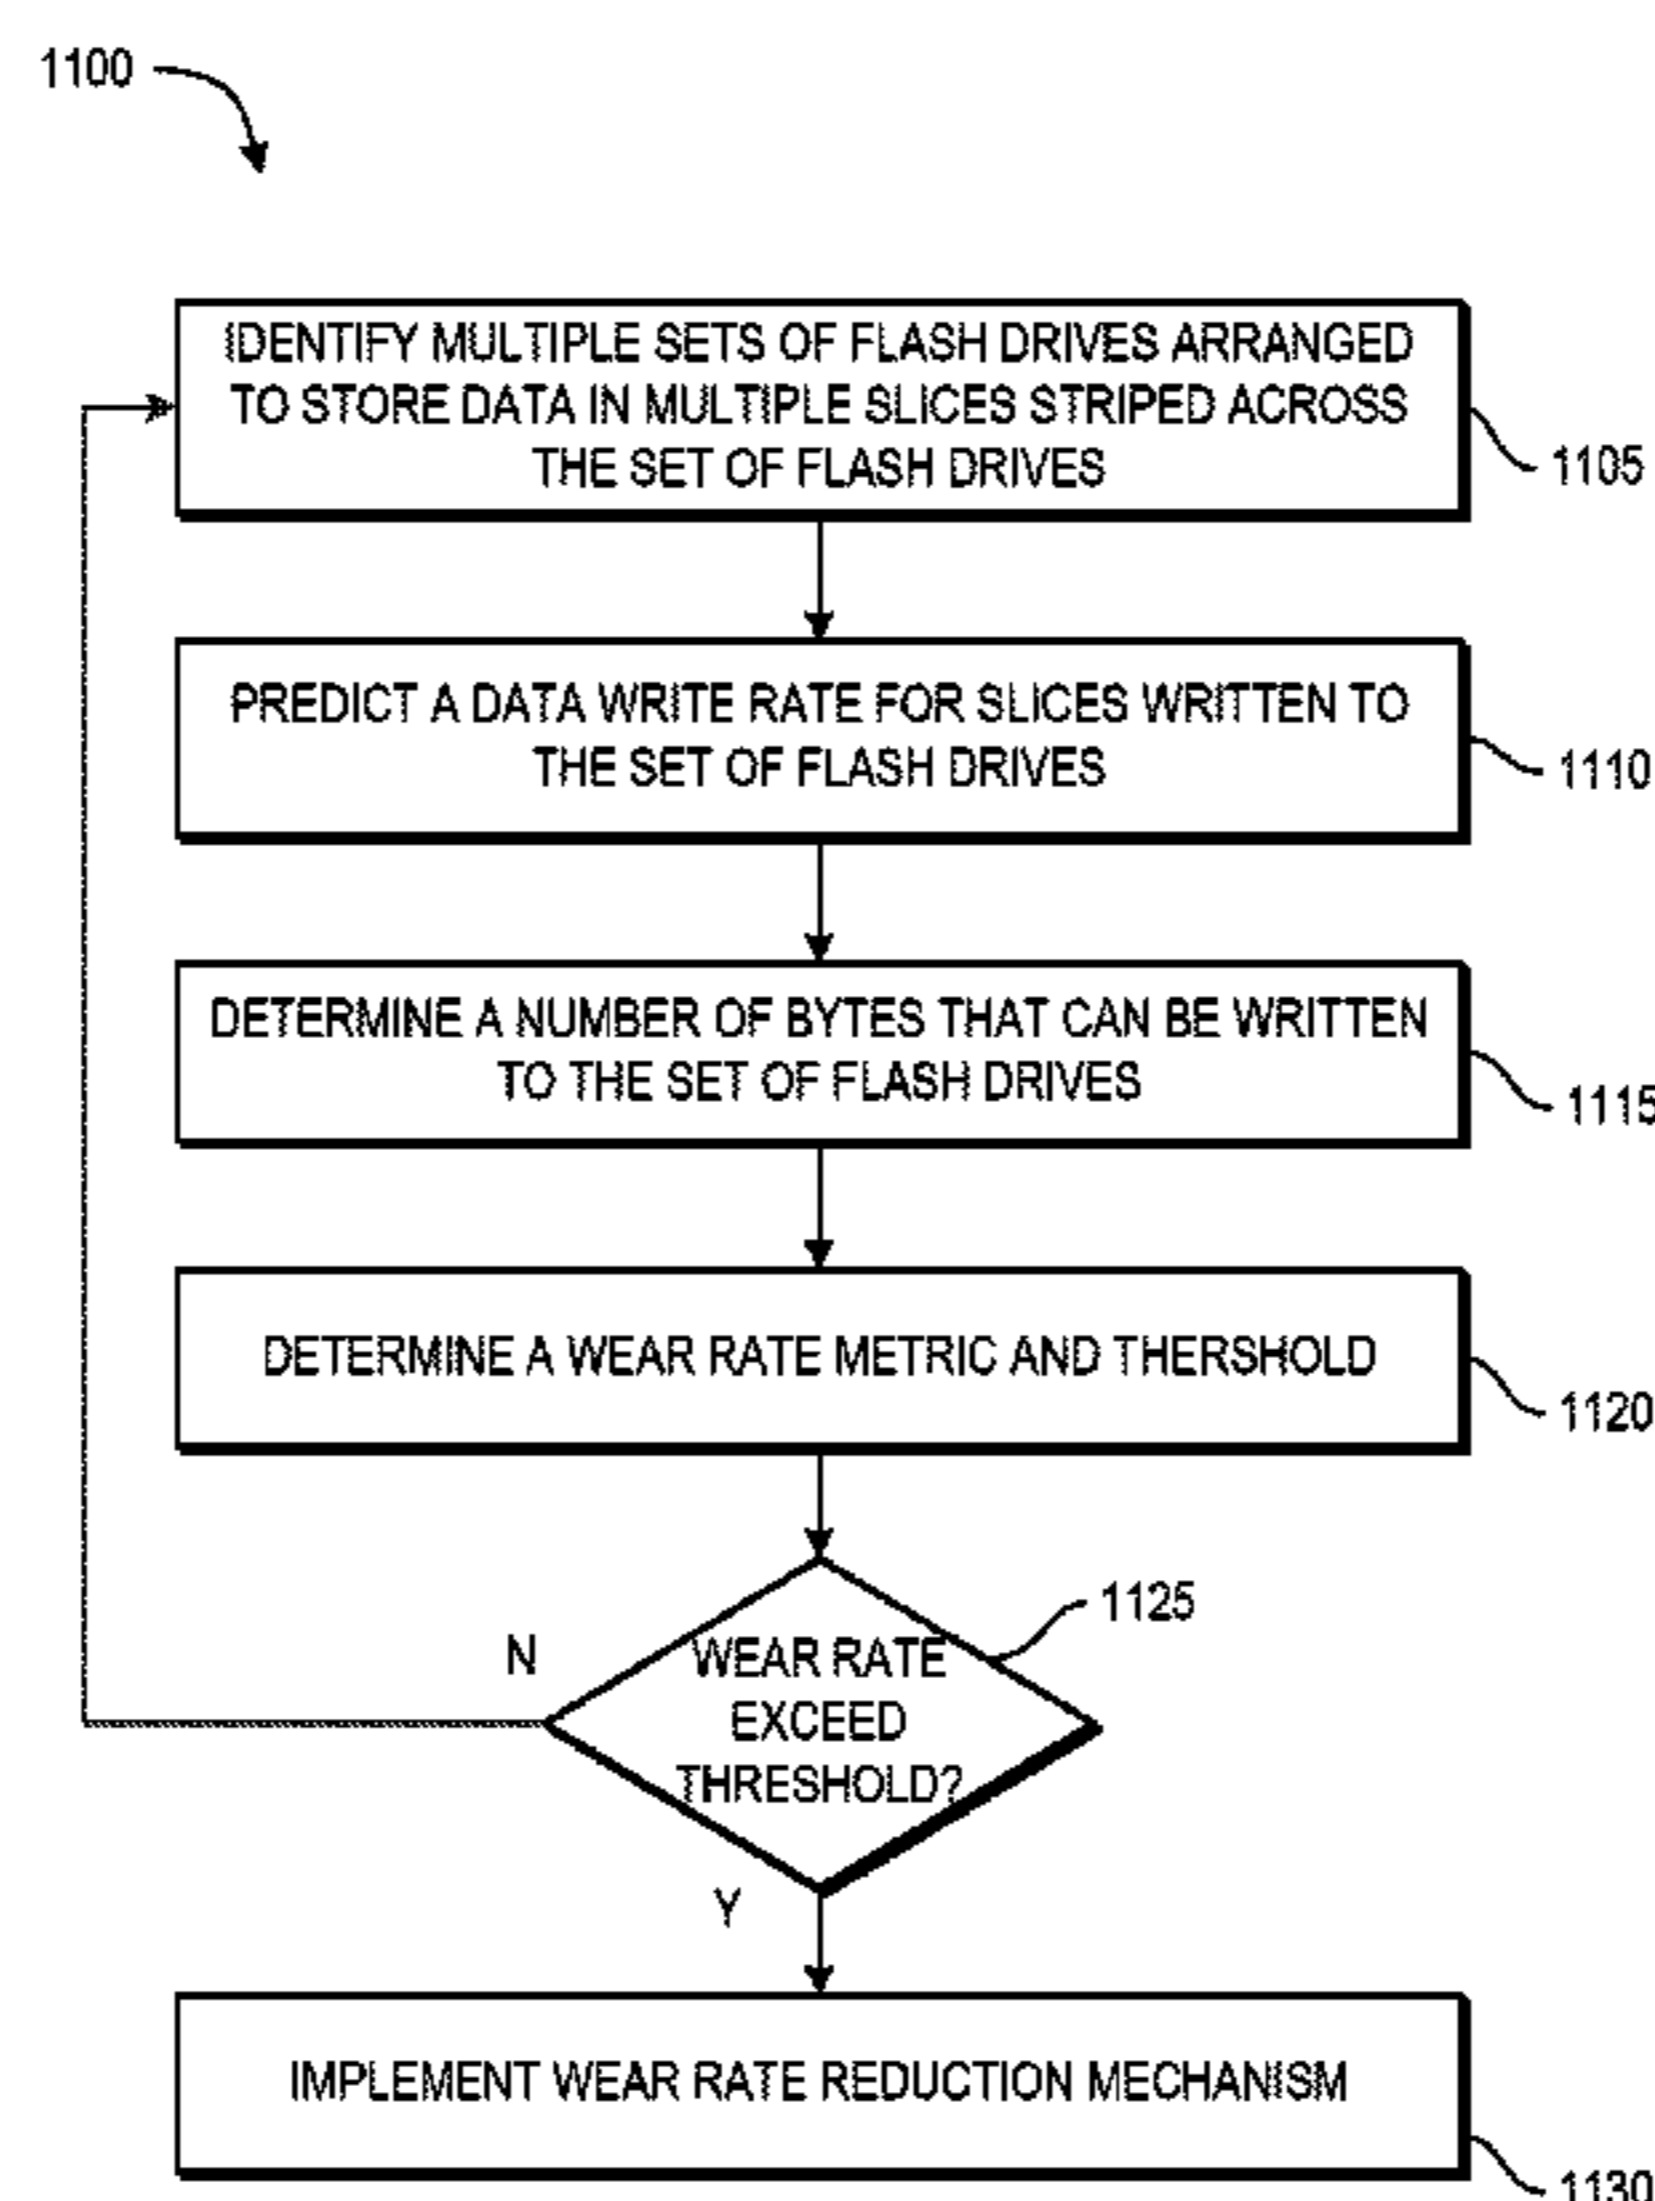 1100
IDENTIFY MULTIPLE SETS OF FLASH DRIVES ARRANGED
TO STORE DATA IN MULTIPLE SLICES STRIPED ACROSS
THE SET OF FLASH DRIVES
1105
PREDICT A DATA WRITE RATE FOR SLICES WRITTEN TO
THE SET OF FLASH DRIVES
1110
DETERMINE A NUMBER OF BYTES THAT CAN BE WRITTEN
TO THE SET OF FLASH DRIVES
1115
DETERMINE A WEAR RATE METRIC AND THERSHOLD
1120
1125
N
WEAR RATE
EXCEED
THRESHOLD?
Y
IMPLEMENT WEAR RATE REDUCTION MECHANISM
1130